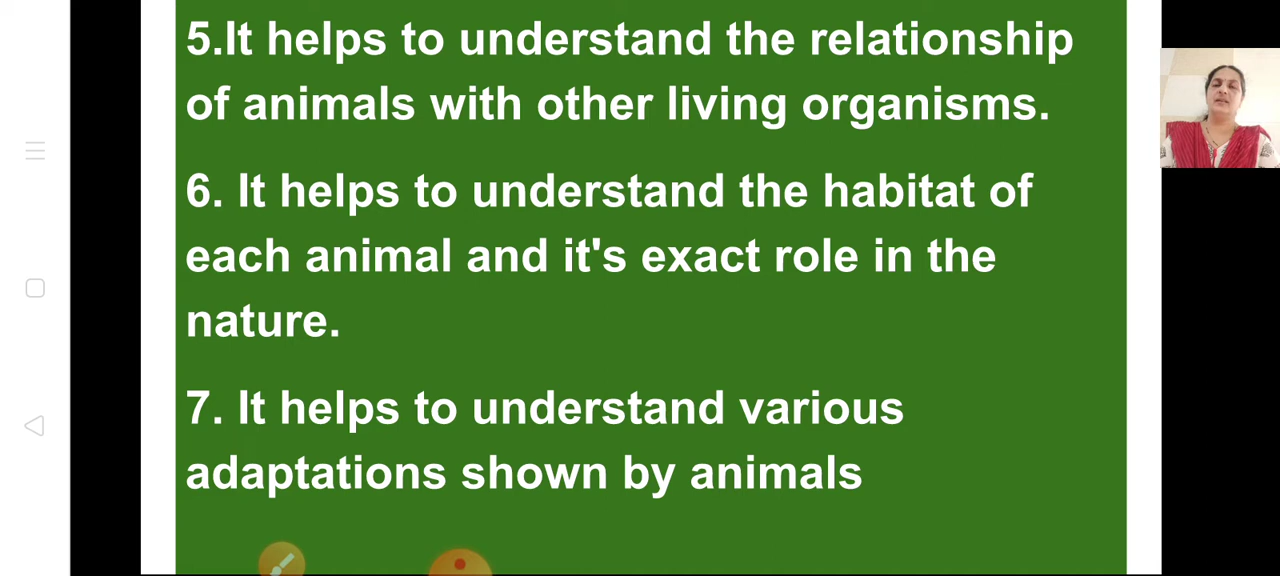 5.It helps to understand the relationship
of animals with other living organisms.
6. It helps to understand the habitat of
each animal and it's exact role in the
nature.
7. It helps to understand various
adaptations shown by animals